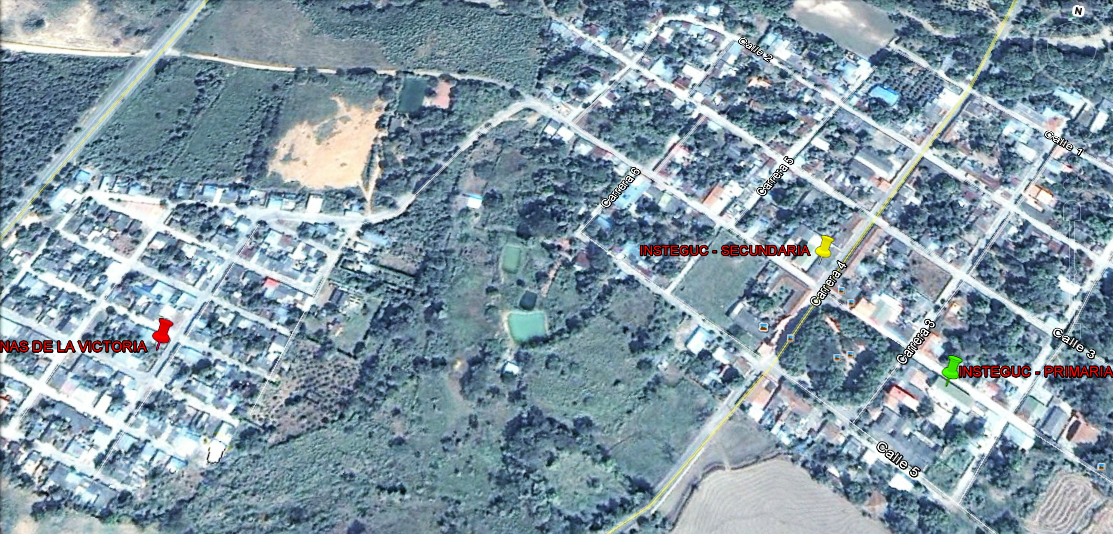 N
Calle 2
Calle 1
Carrera 5
Carrera 6
INSTEGUC - SECUNDARIA
Carrera 4
Carrera 3
Calle 3
NAS DE LA VICTORIA
INSTEGUC - PRIMARIA
Calle 5